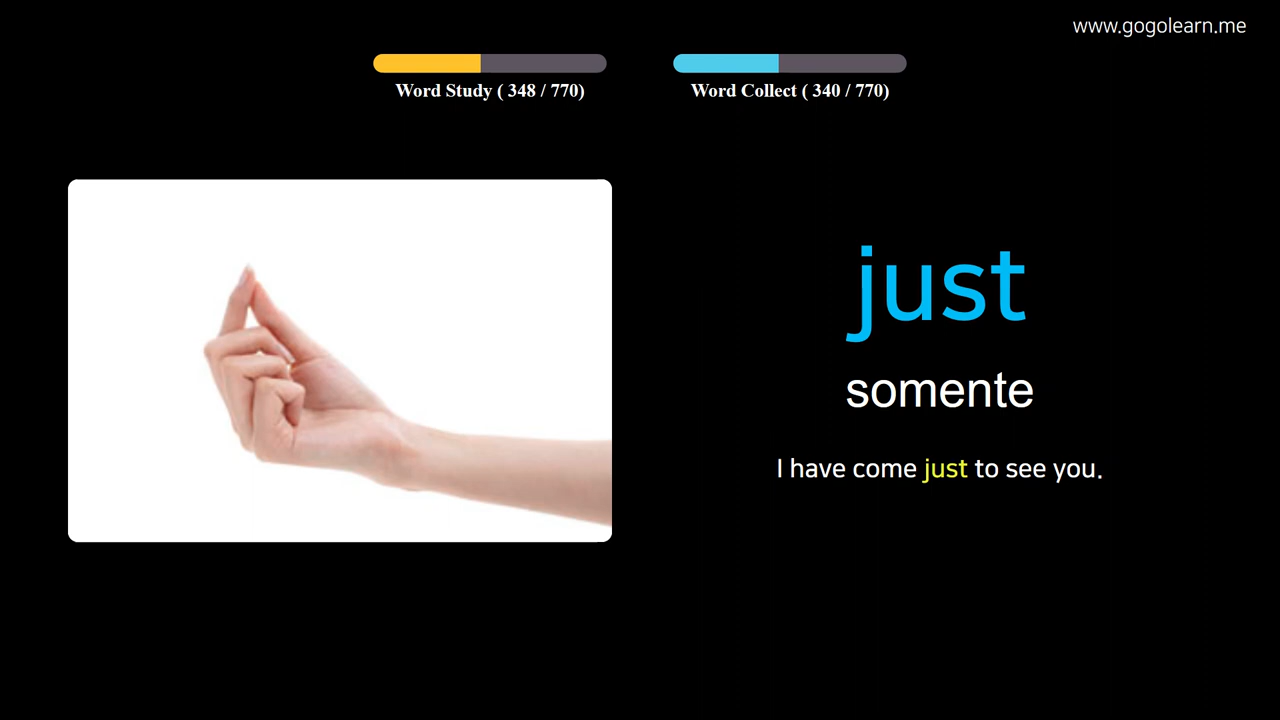 www.gogolearn.me
Word Study ( 348 / 770)
Word Collect ( 340 / 770)
just
somente
I have come just to see you.